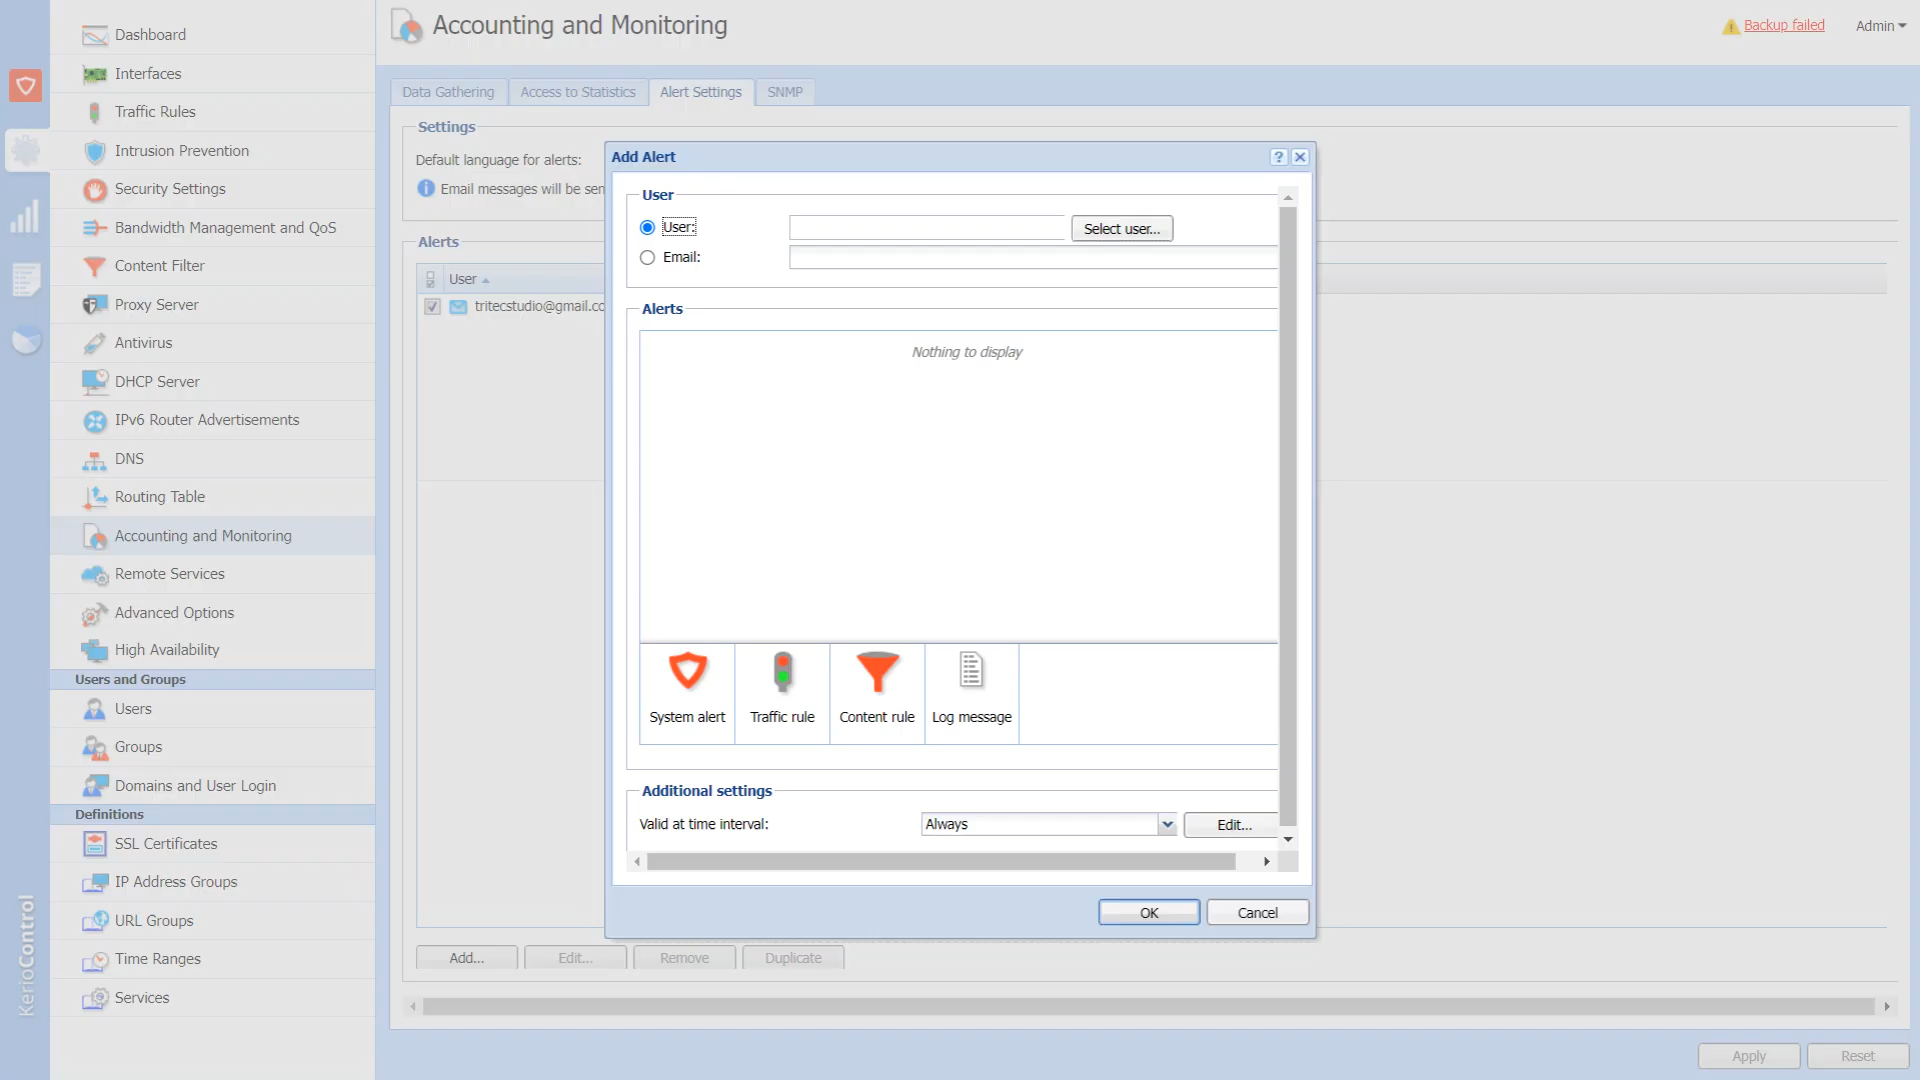 Dashboard
Interfaces
Traffic Rules
Intrusion Prevention
Security Settings
Bandwidth Management and QoS
Content Filter
Proxy Server
Antivirus
DHCP Server
IPv6 Router Advertisements
DNS
Routing Table
Accounting and Monitoring
Remote Services
Advanced Options
High Availability
Users and Groups
Users
Groups
Domains and User Login
Definitions
SSL Certificates
IP Address Groups
URL Groups
Time Ranges
Services
KerioControl
Accounting and Monitoring
Backup failed
Admin
Data Gathering
Access to Statistics
Alert Settings
SNMP
Settings
Default language for alerts:
Email messages will be sen
Alerts
User
tritecstudio@gmail.co
Add Alert
User
User:
Select user...
Email:
Alerts
Nothing to display
System alert
Traffic rule
Content rule
Log message
Additional settings
Valid at time interval:
Always
Edit...
OK
Cancel
Add...
Edit...
Remove
Duplicate
Apply
Reset